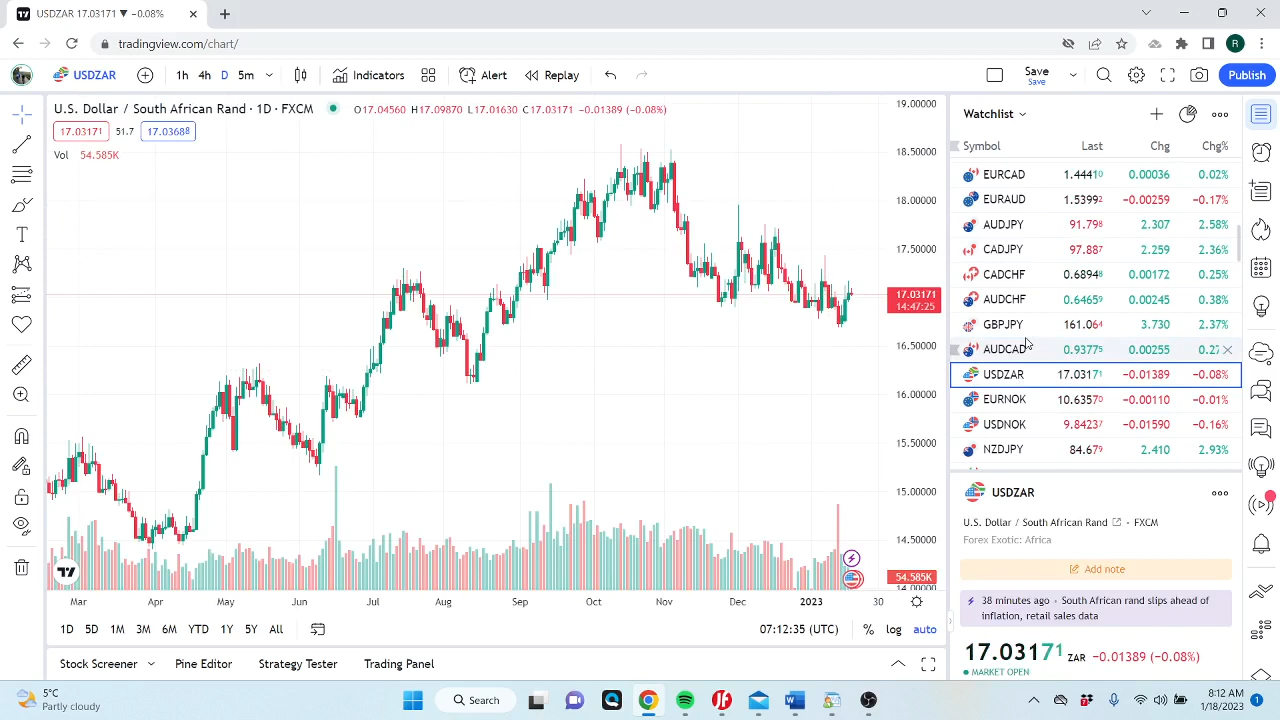 USDZAR 17.03171 ▼ −0.08%
tradingview.com/chart/
R
USDZAR
1h 4h D 5m
Indicators
Alert
Replay
Save
Save
Publish
U.S. Dollar / South African Rand · 1D · FXCM
O17.04560 H17.09870 L17.01630 C17.03171 −0.01389 (−0.08%)
17.03171 51.7 17.03688
Vol 54.585K
19.00000
18.50000
18.00000
17.50000
17.03171
14:47:25
16.50000
16.00000
15.50000
15.00000
14.50000
54.585K
14.00000
Mar Apr May Jun Jul Aug Sep Oct Nov Dec 2023 30
1D 5D 1M 3M 6M YTD 1Y 5Y All
07:12:35 (UTC) % log auto
Stock Screener Pine Editor Strategy Tester Trading Panel
Watchlist
Symbol Last Chg Chg%
EURCAD 1.44410 0.00036 0.02%
EURAUD 1.53992 −0.00259 −0.17%
AUDJPY 91.798 2.307 2.58%
CADJPY 97.887 2.259 2.36%
CADCHF 0.68948 0.00172 0.25%
AUDCHF 0.64659 0.00245 0.38%
GBPJPY 161.064 3.730 2.37%
AUDCAD 0.93775 0.00255 0.27
USDZAR 17.03171 −0.01389 −0.08%
EURNOK 10.63570 −0.00110 −0.01%
USDNOK 9.84237 −0.01590 −0.16%
NZDJPY 84.679 2.410 2.93%
USDZAR
U.S. Dollar / South African Rand · FXCM
Forex Exotic: Africa
Add note
38 minutes ago · South African rand slips ahead of
inflation, retail sales data
17.03171 ZAR −0.01389 (−0.08%)
MARKET OPEN
5°C
Partly cloudy
Search
8:12 AM
1/18/2023
1